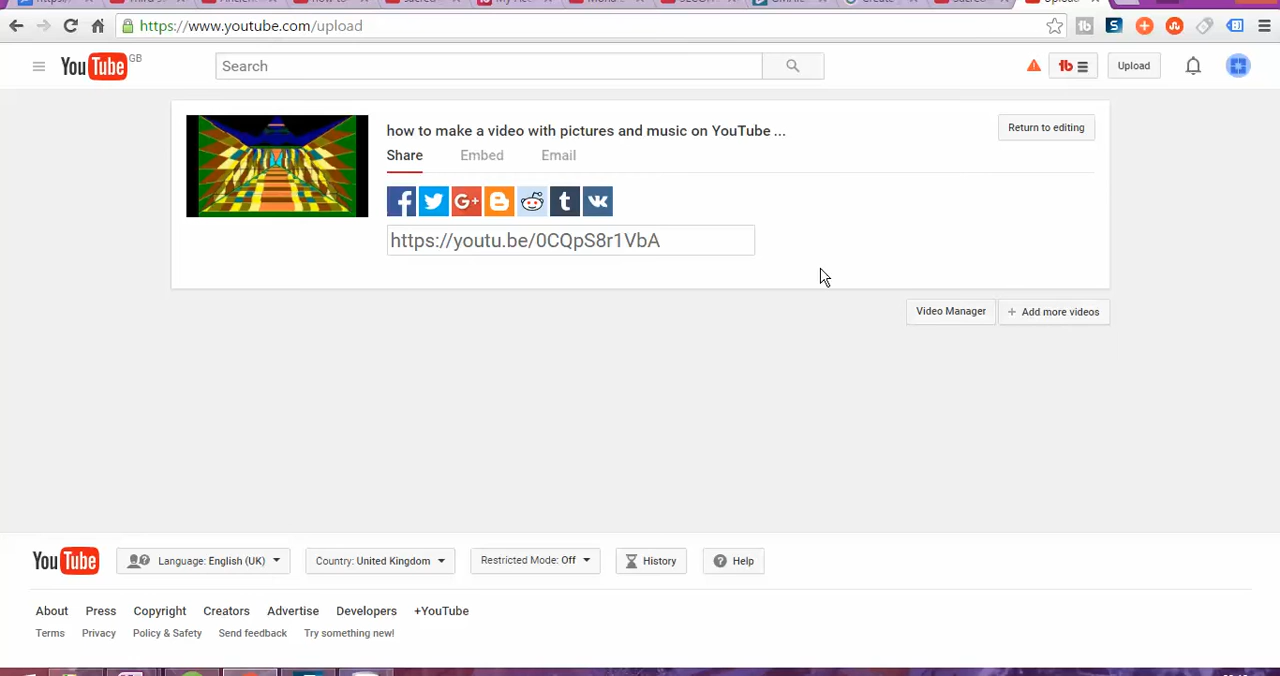 https://www.youtube.com/upload
YouTube GB
Search
Upload
how to make a video with pictures and music on YouTube ...
Return to editing
Share Embed Email
https://youtu.be/0CQpS8r1VbA
Video Manager
+ Add more videos
YouTube
Language: English (UK)
Country: United Kingdom
Restricted Mode: Off
History
Help
About Press Copyright Creators Advertise Developers +YouTube
Terms Privacy Policy & Safety Send feedback Try something new!